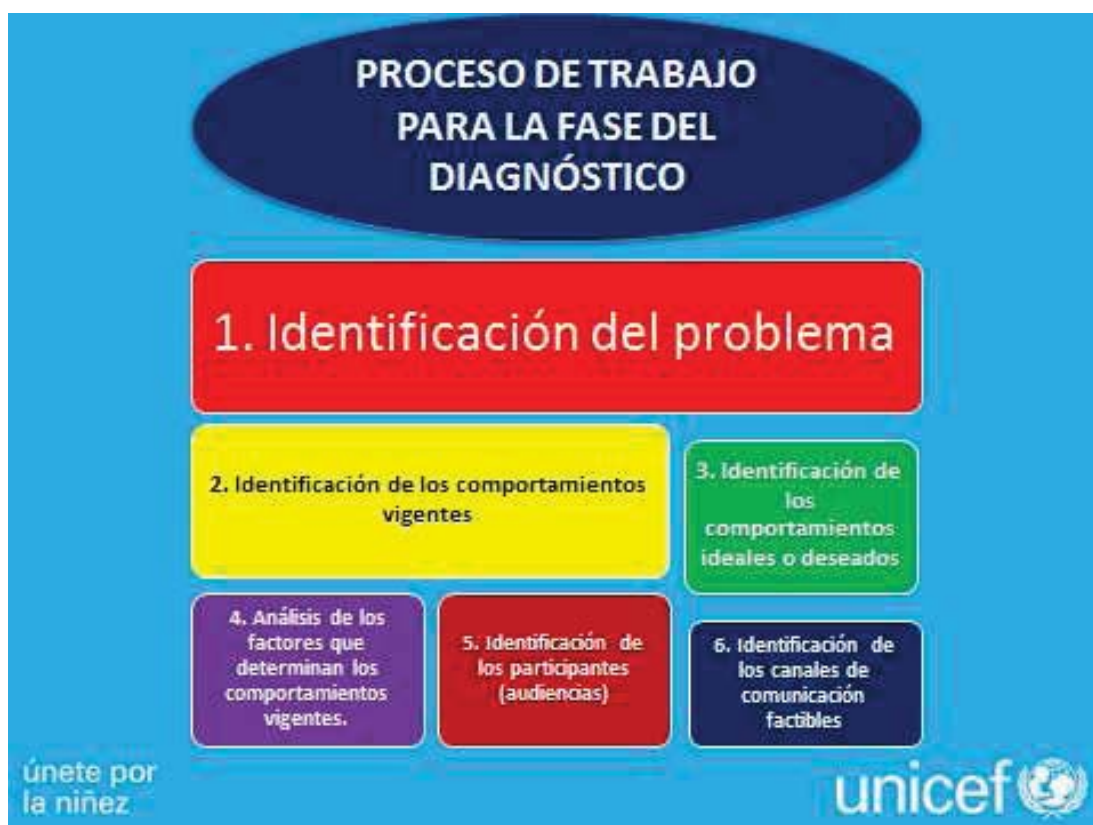 PROCESO DE TRABAJO
PARA LA FASE DEL
DIAGNÓSTICO
1. Identificación del problema
2. Identificación de los comportamientos
vigentes
3. Identificación de
los
comportamientos
ideales o deseados
4. Análisis de los
factores que
determinan los
comportamientos
vigentes.
5. Identificación de
los participantes
(audiencias)
6. Identificación de
los canales de
comunicación
factibles
únete por
la niñez
unicef